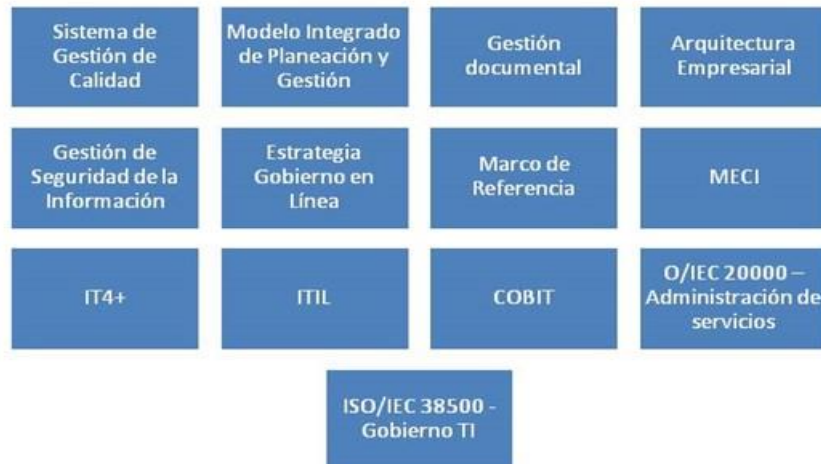 Sistema de
Gestión de
Calidad
Modelo Integrado
de Planeación y
Gestión
Gestión
documental
Arquitectura
Empresarial
Gestión de
Seguridad de la
Información
Estrategia
Gobierno en
Línea
Marco de
Referencia
MECI
IT4+
ITIL
COBIT
O/IEC 20000 –
Administración de
servicios
ISO/IEC 38500 -
Gobierno TI